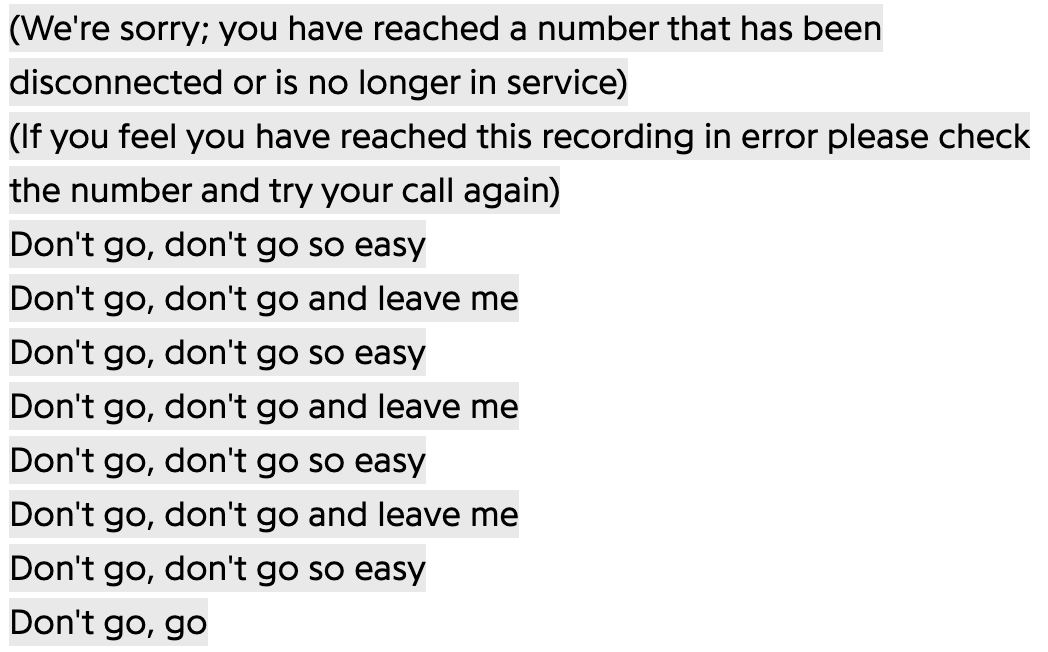 (We're sorry; you have reached a number that has been
disconnected or is no longer in service)
(If you feel you have reached this recording in error please check
the number and try your call again)
Don't go, don't go so easy
Don't go, don't go and leave me
Don't go, don't go so easy
Don't go, don't go and leave me
Don't go, don't go so easy
Don't go, don't go and leave me
Don't go, don't go so easy
Don't go, go